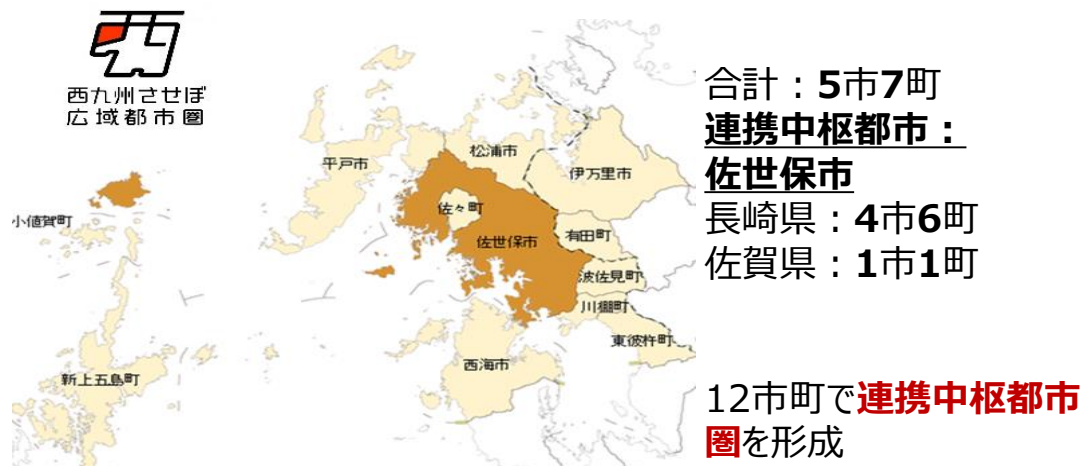 西九州させぼ
広域都市圏
平戸市
松浦市
伊万里市
小値賀町
佐々町
佐世保市
有田町
波佐見町
川棚町
東彼杵町
西海市
新上五島町
合計：5市7町
連携中枢都市：
佐世保市
長崎県：4市6町
佐賀県：1市1町
12市町で連携中枢都市
圏を形成